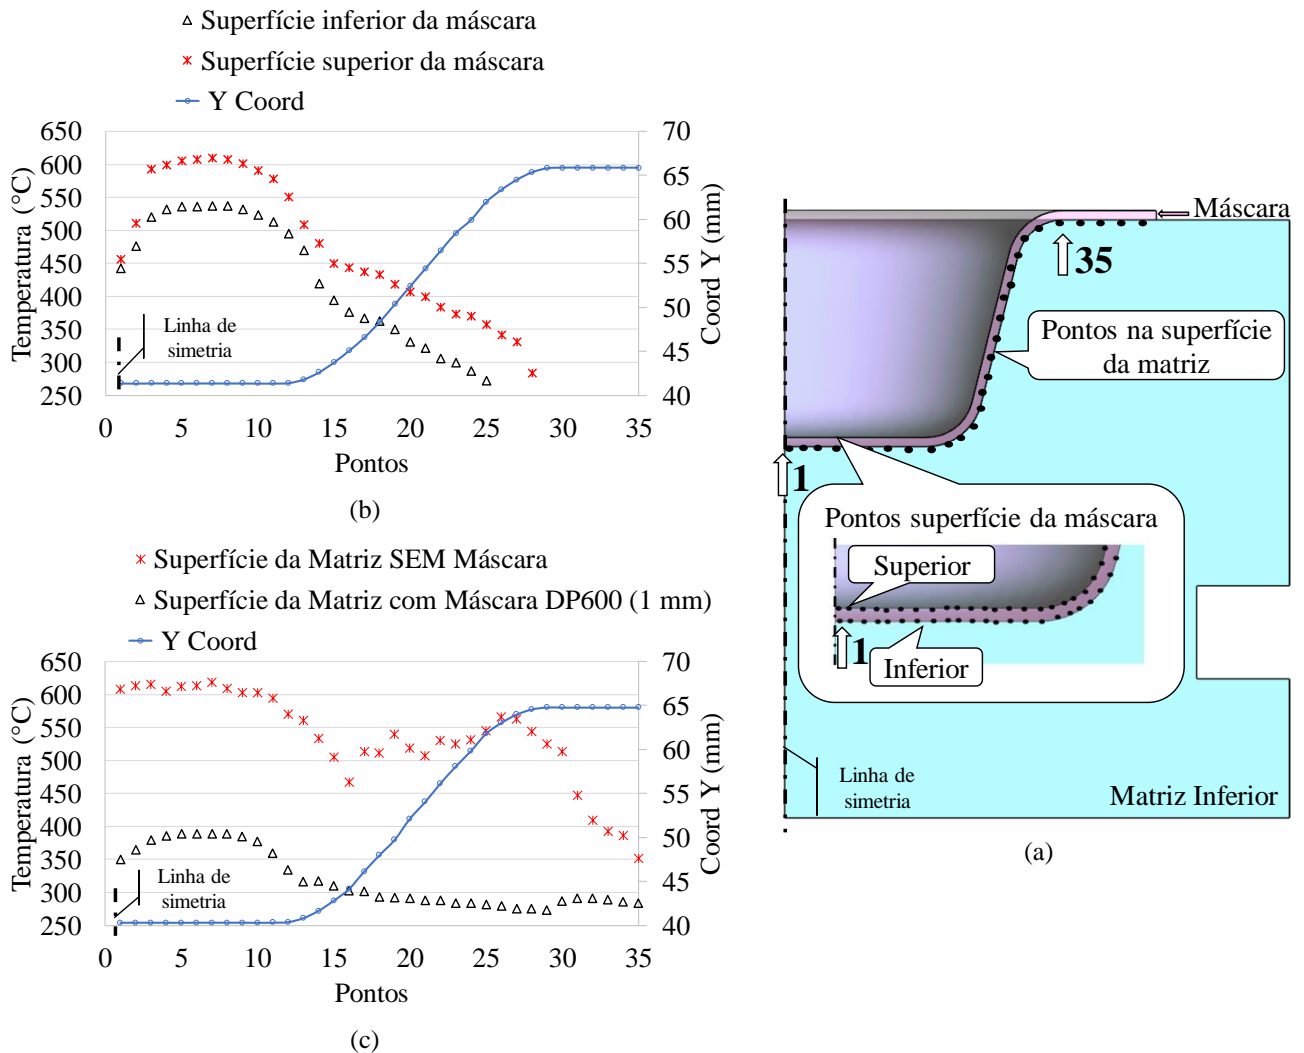 Superfície inferior da máscara
Superfície superior da máscara
Y Coord
650
600
550
500
450
400
350
300
250
Temperatura (°C)
70
65
60
55
50
45
40
Coord Y (mm)
Linha de
simetria
0 5 10 15 20 25 30 35
Pontos
(b)
Superfície da Matriz SEM Máscara
Superfície da Matriz com Máscara DP600 (1 mm)
Y Coord
650
600
550
500
450
400
350
300
250
Temperatura (°C)
70
65
60
55
50
45
40
Coord Y (mm)
Linha de
simetria
0 5 10 15 20 25 30 35
Pontos
(c)
Máscara
35
Pontos na superfície
da matriz
1
Pontos superfície da máscara
Superior
1
Inferior
Linha de
simetria
Matriz Inferior
(a)